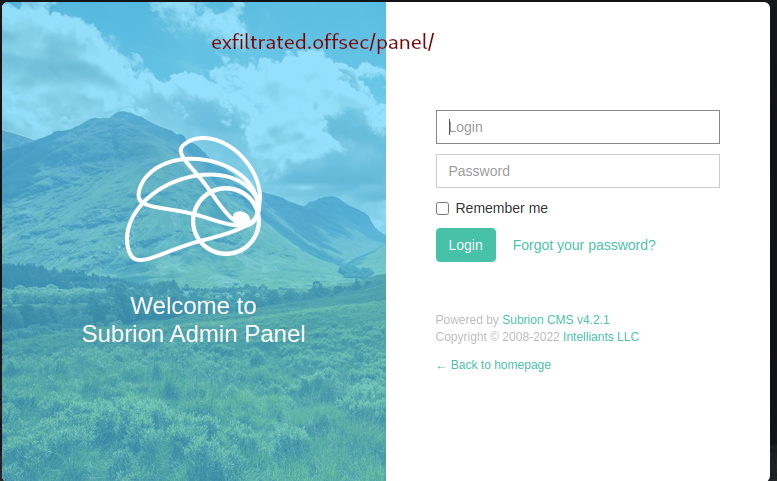 exfiltrated.offsec/panel/
Welcome to
Subrion Admin Panel
Login
Password
Remember me
Login Forgot your password?
Powered by Subrion CMS v4.2.1
Copyright © 2008-2022 Intelliants LLC
← Back to homepage